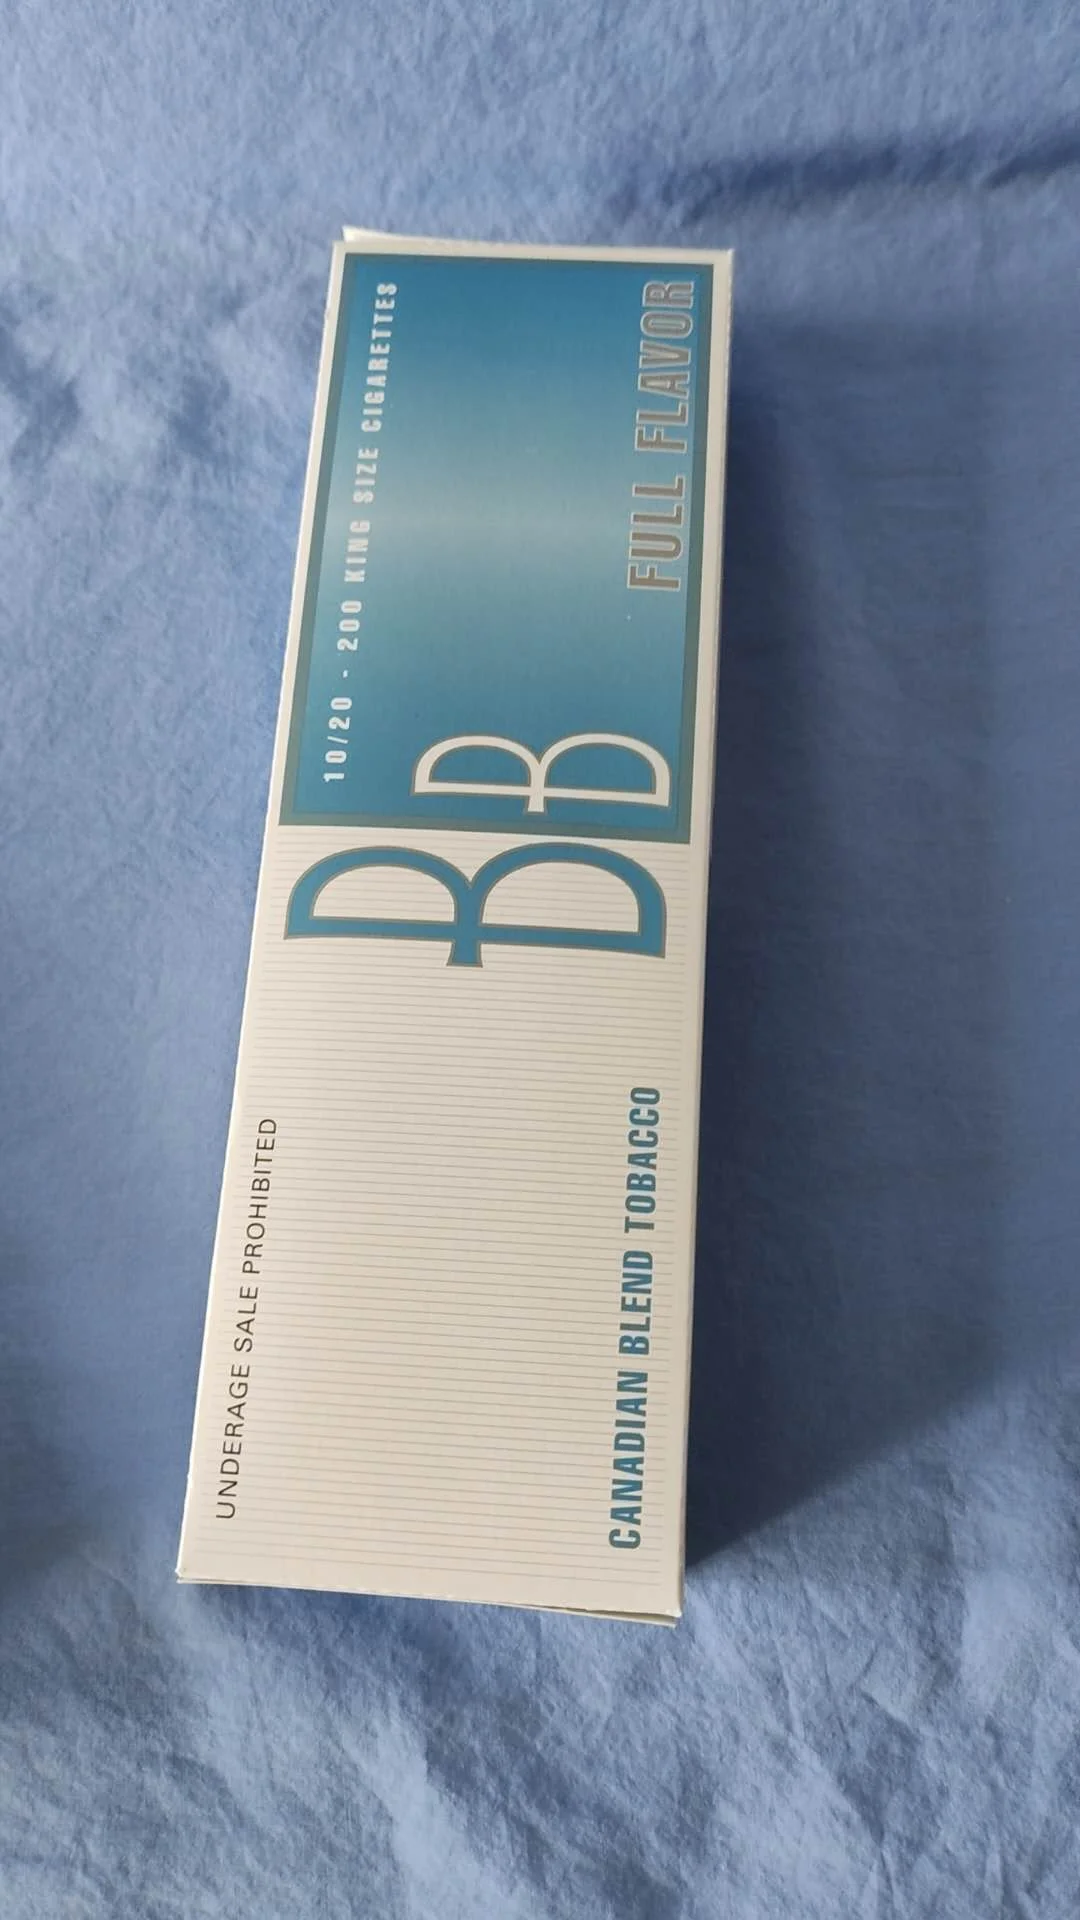 UNDERAGE SALE PROHIBITED
10/20 - 200 KING SIZE CIGARETTES
BB
CANADIAN BLEND TOBACCO
FULL FLAVOR